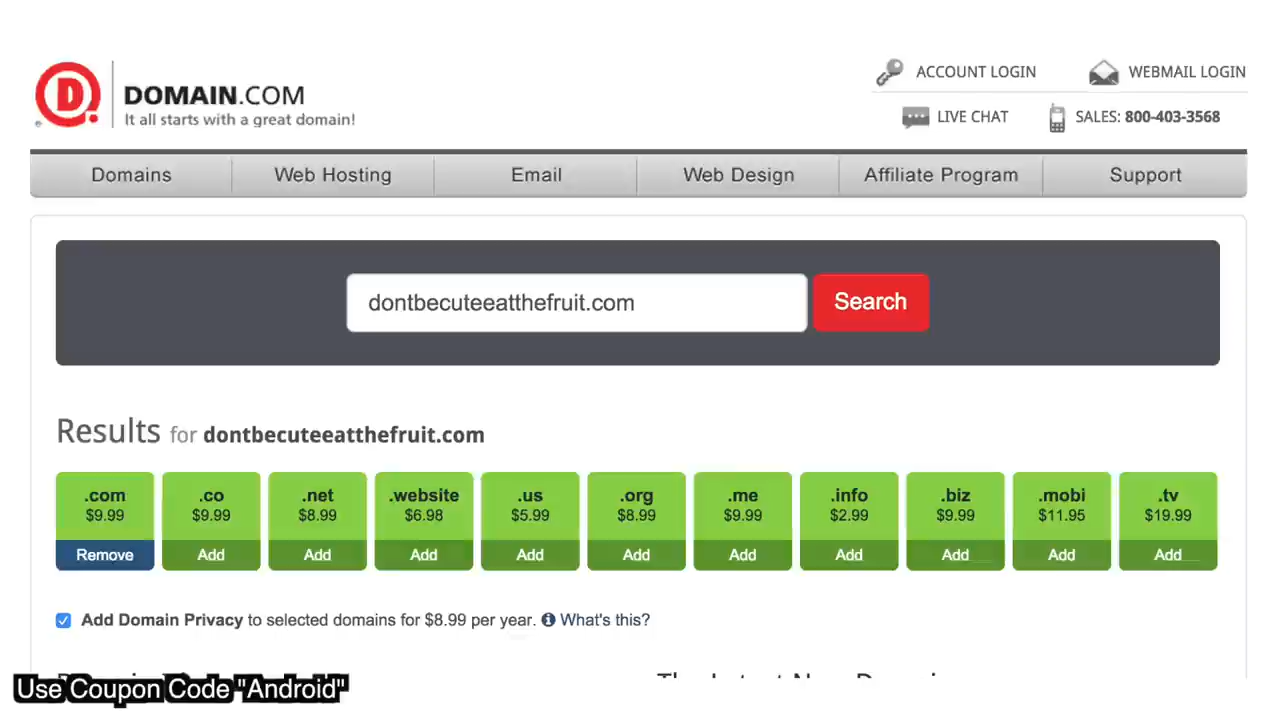 ACCOUNT LOGIN
WEBMAIL LOGIN
D
DOMAIN.COM
It all starts with a great domain!
LIVE CHAT
SALES: 800-403-3568
Domains
Web Hosting
Email
Web Design
Affiliate Program
Support
dontbecuteeatthefruit.com
Search
Results for dontbecuteeatthefruit.com
.com
$9.99
Remove
.co
$9.99
Add
.net
$8.99
Add
.website
$6.98
Add
.us
$5.99
Add
.org
$8.99
Add
.me
$9.99
Add
.info
$2.99
Add
.biz
$9.99
Add
.mobi
$11.95
Add
.tv
$19.99
Add
Add Domain Privacy to selected domains for $8.99 per year. What's this?
Use Coupon Code "Android"